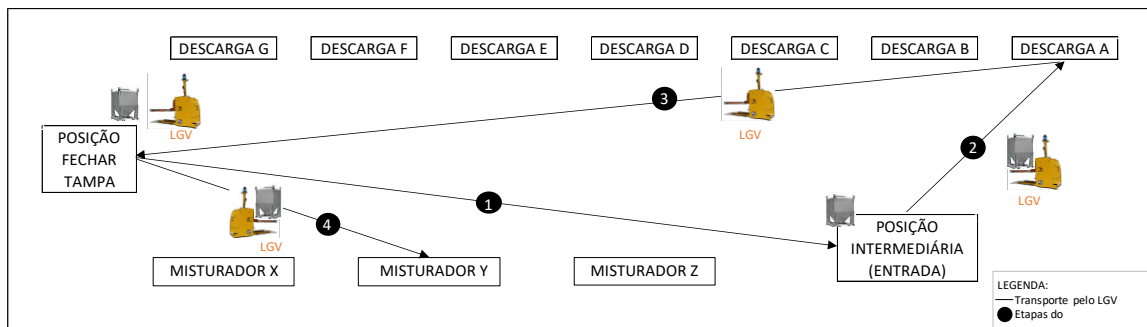 DESCARGA G
DESCARGA F
DESCARGA E
DESCARGA D
DESCARGA C
DESCARGA B
DESCARGA A
3
LGV
LGV
POSIÇÃO
FECHAR
TAMPA
2
LGV
1
4
LGV
POSIÇÃO
INTERMEDIÁRIA
(ENTRADA)
MISTURADOR X
MISTURADOR Y
MISTURADOR Z
LEGENDA:
Transporte pelo LGV
Etapas do